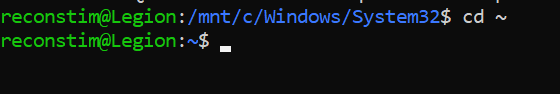 reconstim@Legion:/mnt/c/Windows/System32$ cd ~
reconstim@Legion:~$